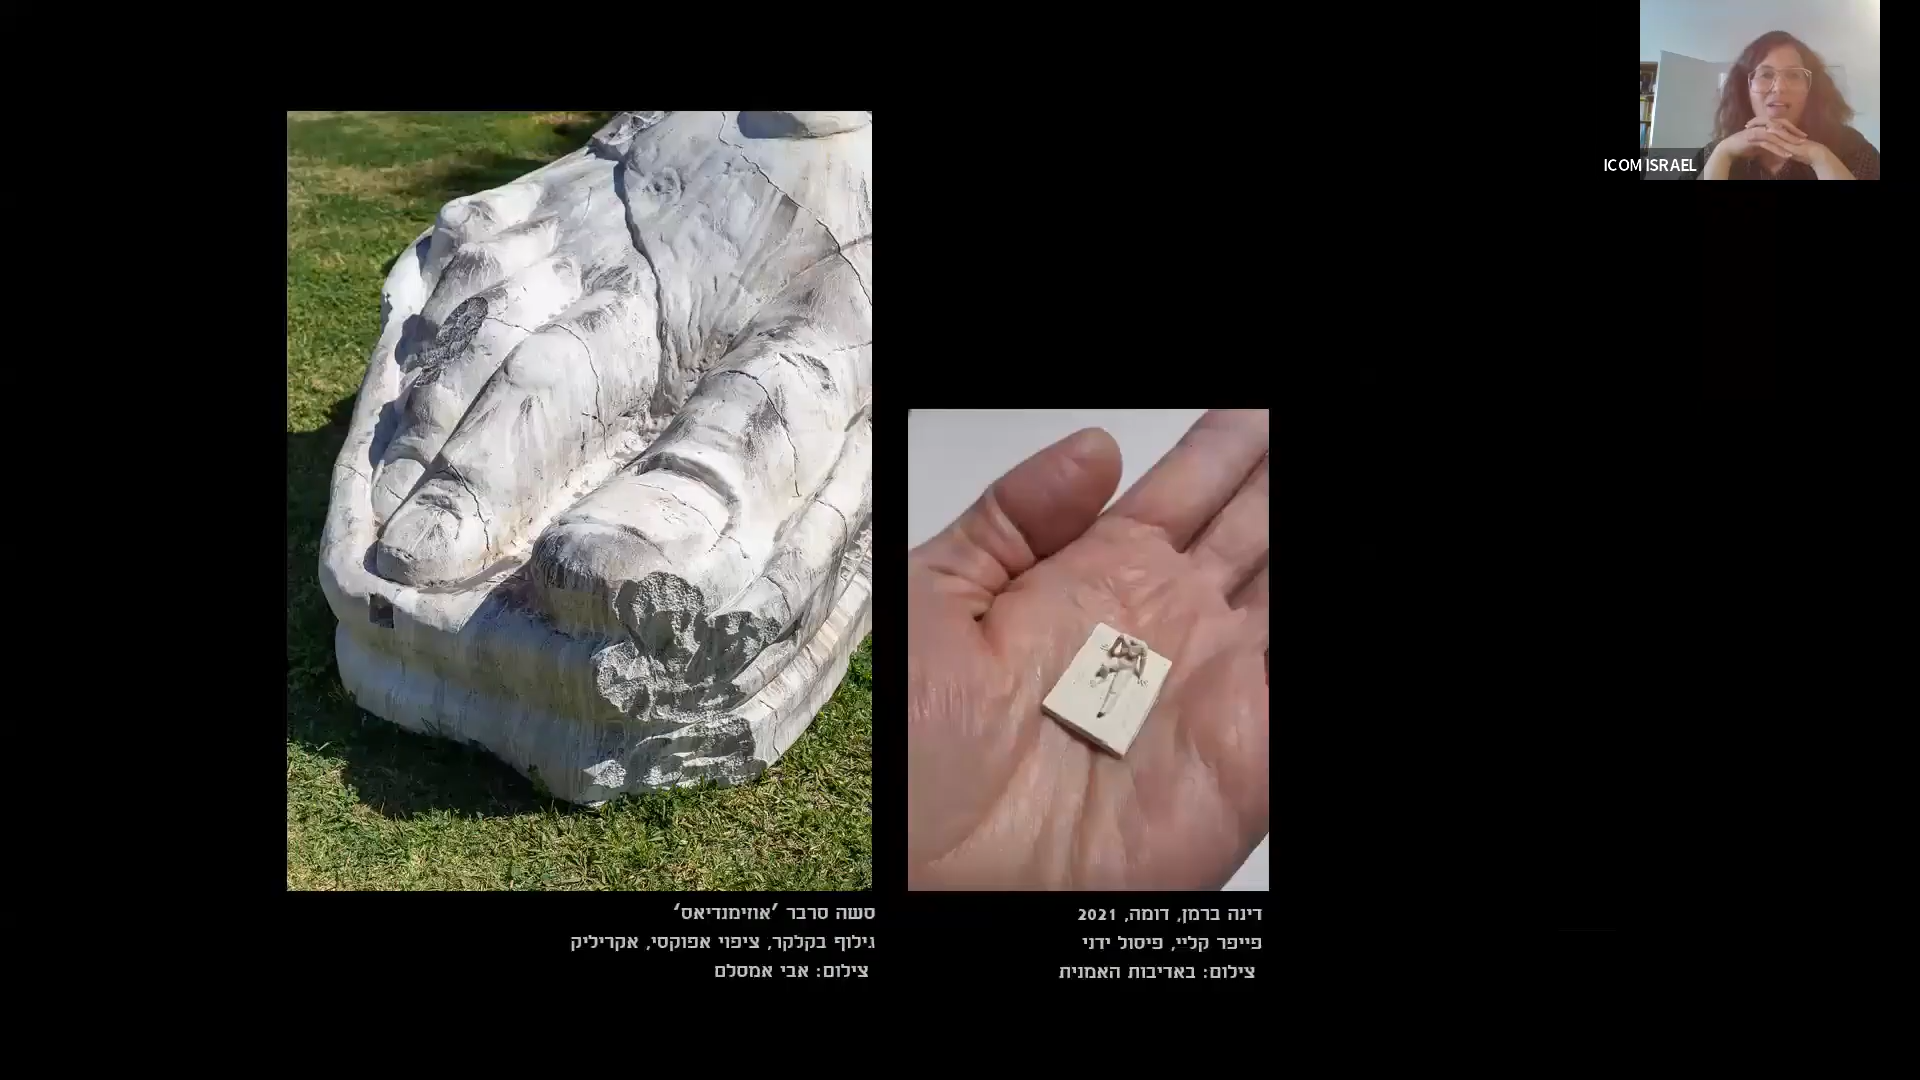 ICOM ISRAEL
סשה סרבר ‘אוזימנדיאס’
גילוף בקלקר, ציפוי אפוקסי, אקריליק
צילום: אבי אמסלם
דינה ברמן, דומה, 2021
פייפר קליי, פיסול ידני
צילום: באדיבות האמנית